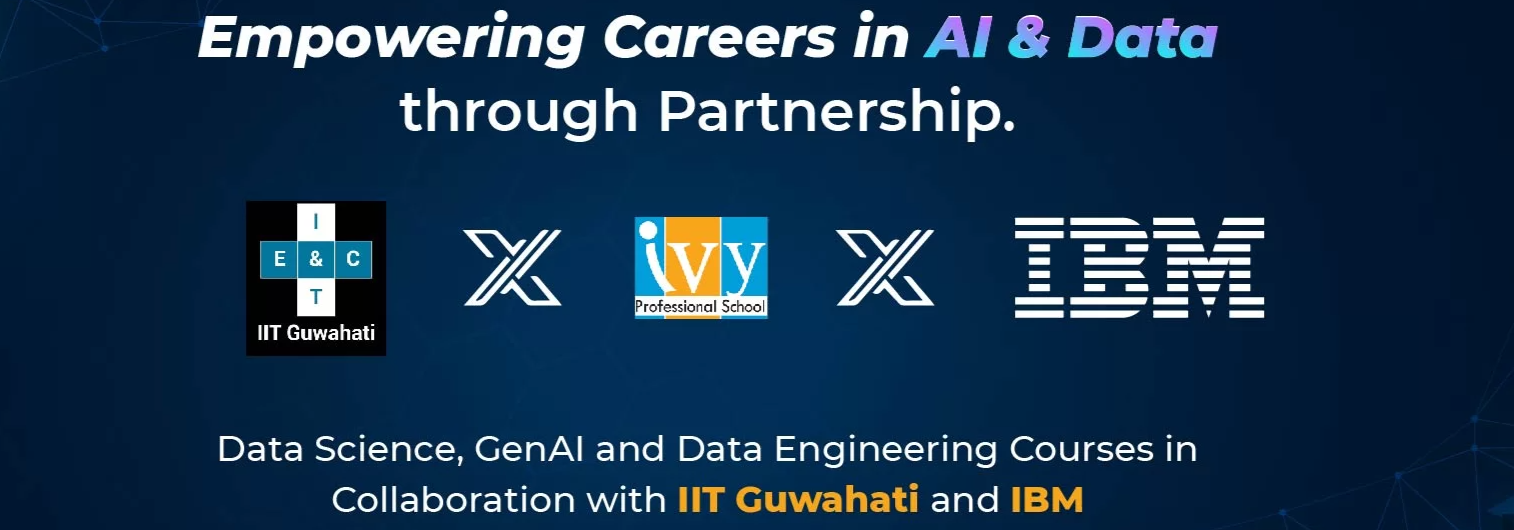 Empowering Careers in AI & Data
through Partnership.
I
E & C
T
IIT Guwahati
X
ivy
Professional School
X
IBM
Data Science, GenAI and Data Engineering Courses in
Collaboration with IIT Guwahati and IBM